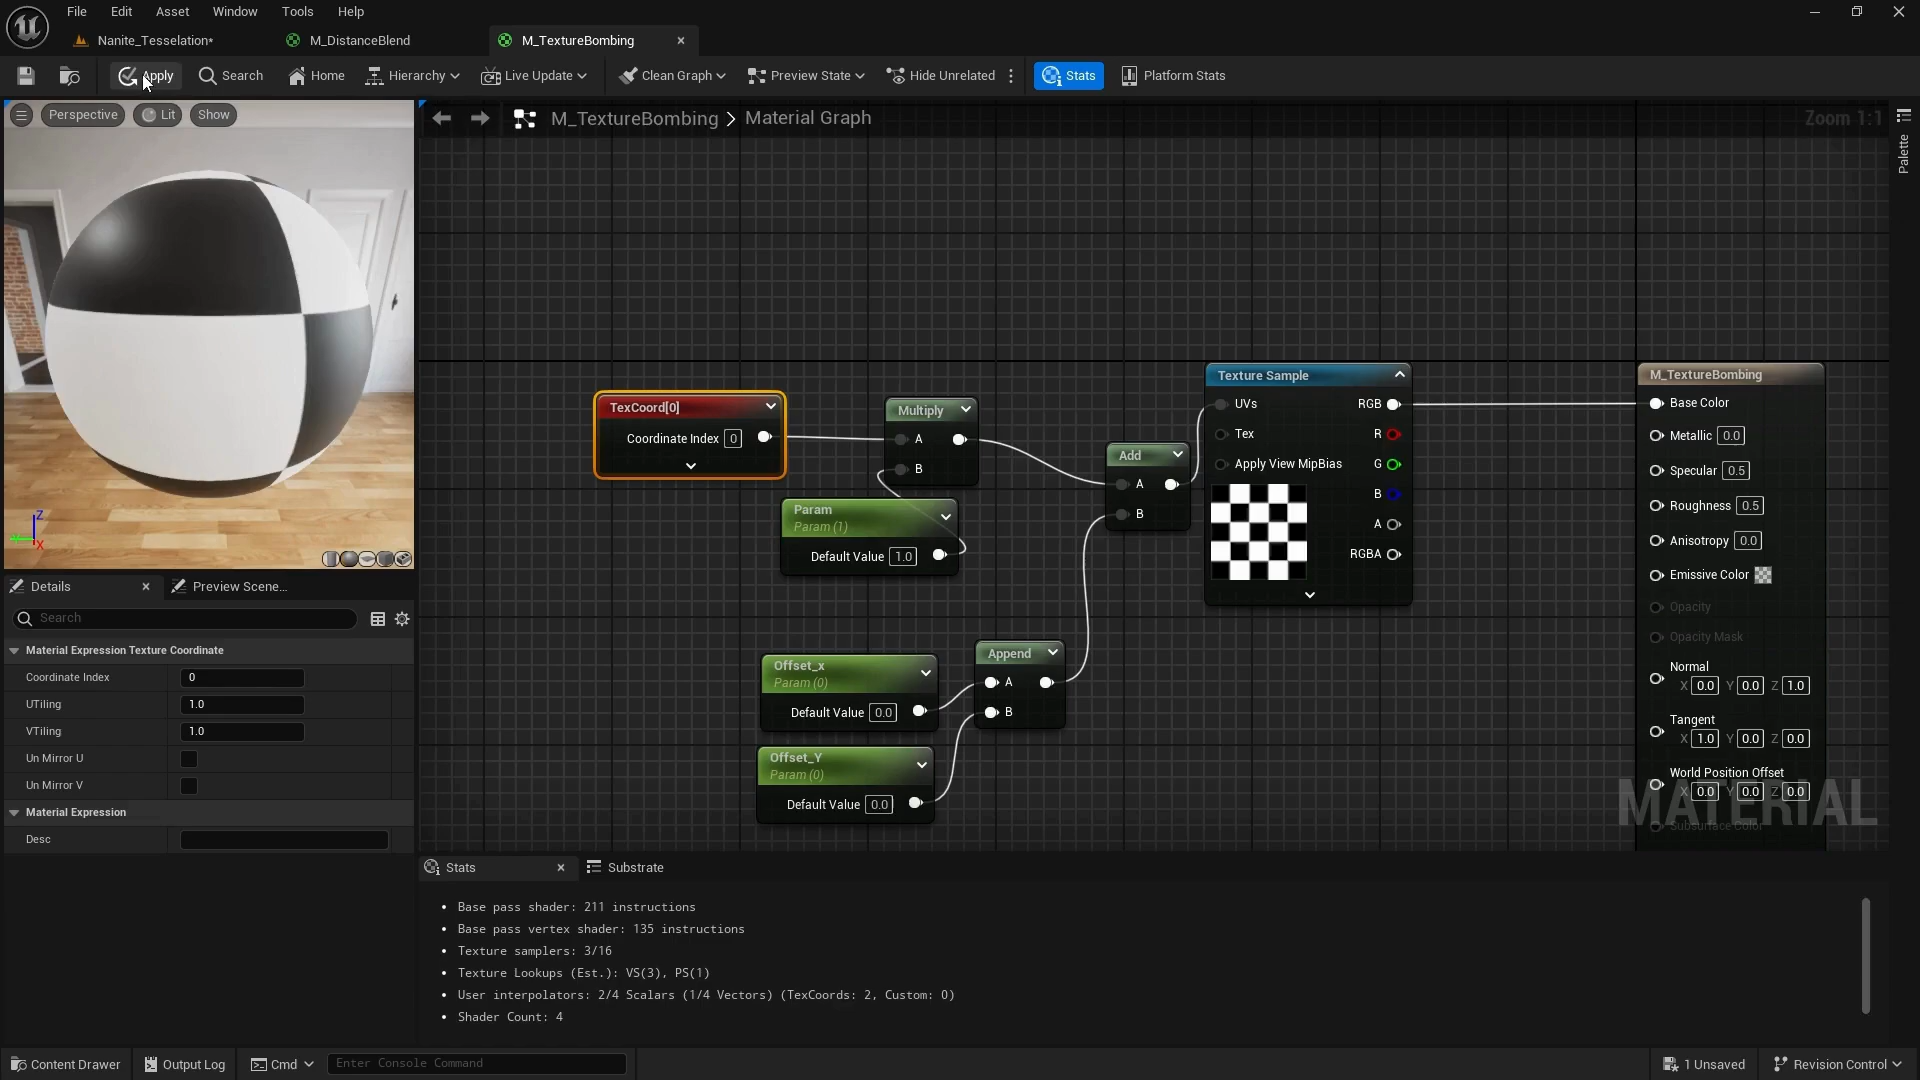 File Edit Asset Window Tools Help
Nanite_Tesselation* M_DistanceBlend M_TextureBombing
Apply Search Home Hierarchy Live Update Clean Graph Preview State Hide Unrelated Stats Platform Stats
Perspective Lit Show
M_TextureBombing > Material Graph
Zoom 1:1
Palette
TexCoord[0]
Coordinate Index 0
Multiply
A
B
Param
Param (1)
Default Value 1.0
Add
A
B
Texture Sample
UVs RGB
Tex R
Apply View MipBias G
B
A
RGBA
Offset_x
Param (0)
Default Value 0.0
Append
A
B
Offset_Y
Param (0)
Default Value 0.0
M_TextureBombing
Base Color
Metallic 0.0
Specular 0.5
Roughness 0.5
Anisotropy 0.0
Emissive Color
Opacity
Opacity Mask
Normal
X 0.0 Y 0.0 Z 1.0
Tangent
X 1.0 Y 0.0 Z 0.0
World Position Offset
X 0.0 Y 0.0 Z 0.0
Subsurface Color
MATERIAL
Z
X
Details Preview Scene...
Search
Material Expression Texture Coordinate
Coordinate Index 0
UTiling 1.0
VTiling 1.0
Un Mirror U
Un Mirror V
Material Expression
Desc
Stats Substrate
• Base pass shader: 211 instructions
• Base pass vertex shader: 135 instructions
• Texture samplers: 3/16
• Texture Lookups (Est.): VS(3), PS(1)
• User interpolators: 2/4 Scalars (1/4 Vectors) (TexCoords: 2, Custom: 0)
• Shader Count: 4
Content Drawer Output Log Cmd Enter Console Command 1 Unsaved Revision Control